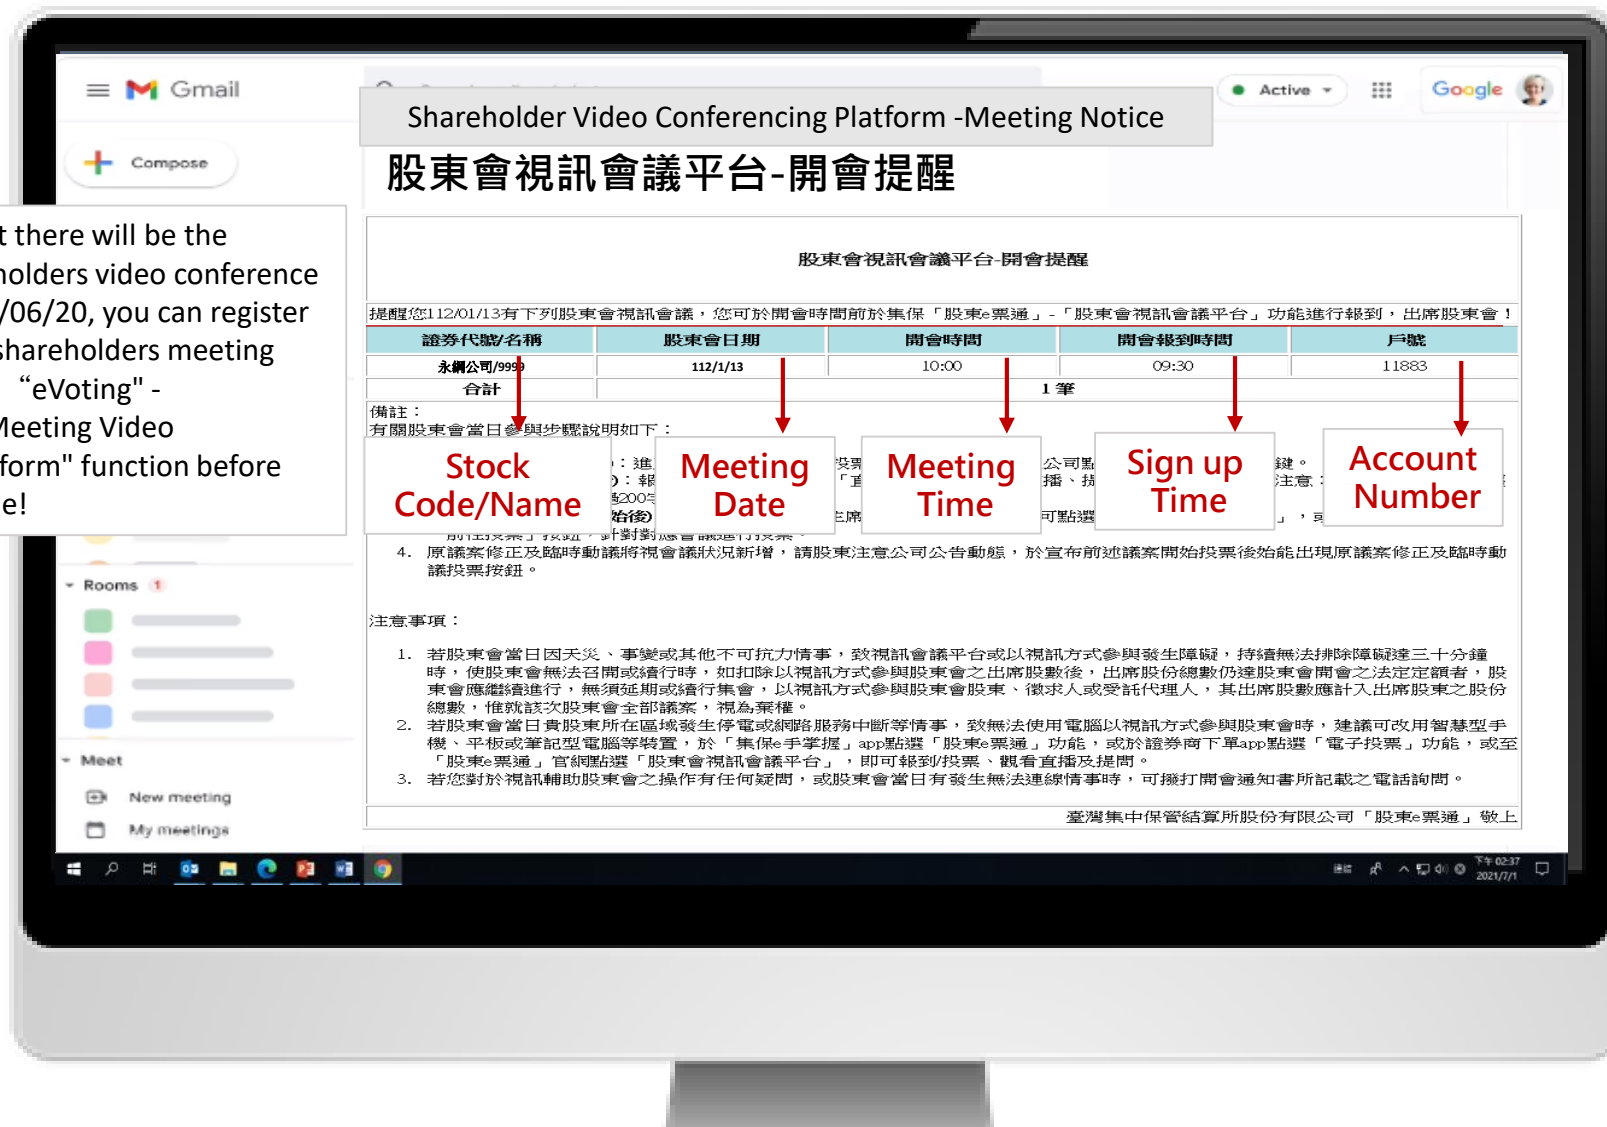 Gmail
Active
Google
Shareholder Video Conferencing Platform -Meeting Notice
Compose
股東會視訊會議平台-開會提醒
t there will be the
holders video conference
/06/20, you can register
shareholders meeting
“eVoting" -
Meeting Video
form" function before
e!
股東會視訊會議平台-開會提醒
提醒您112/01/13有下列股東會視訊會議，您可於開會時間前於集保「股東e票通」-「股東會視訊會議平台」功能進行報到，出席股東會！
證券代號/名稱 股東會日期 開會時間 開會報到時間 戶號
永綱公司/9999 112/1/13 10:00 09:30 11883
合計 1 筆
備註：
有關股東會當日參與步驟說明如下：
Stock Code/Name
Meeting Date
Meeting Time
Sign up Time
Account Number
4. 原議案修正及臨時動議將視會議狀況新增，請股東注意公司公告動態，於宣布前述議案開始投票後始能出現原議案修正及臨時動
議投票按鈕。
Rooms 1
注意事項：
1. 若股東會當日因天災、事變或其他不可抗力情事，致視訊會議平台或以視訊方式參與發生障礙，持續無法排除障礙達三十分鐘
時，使股東會無法召開或續行時，如扣除以視訊方式參與股東會之出席股數後，出席股份總數仍達股東會開會之法定定額者，股
東會應繼續進行，無須延期或續行集會，以視訊方式參與股東會股東、徵求人或受託代理人，其出席股數應計入出席股東之股份
總數，惟就該次股東會全部議案，視為棄權。
2. 若股東會當日貴股東所在區域發生停電或網路服務中斷等情事，致無法使用電腦以視訊方式參與股東會時，建議可改用智慧型手
機、平板或筆記型電腦等裝置，於「集保e手掌握」app點選「股東e票通」功能，或於證券商下單app點選「電子投票」功能，或至
「股東e票通」官網點選「股東會視訊會議平台」，即可報到/投票、觀看直播及提問。
3. 若您對於視訊輔助股東會之操作有任何疑問，或股東會當日有發生無法連線情事時，可撥打開會通知書所記載之電話詢問。
Meet
New meeting
My meetings
臺灣集中保管結算所股份有限公司「股東e票通」敬上
下午 02:37
2021/7/1